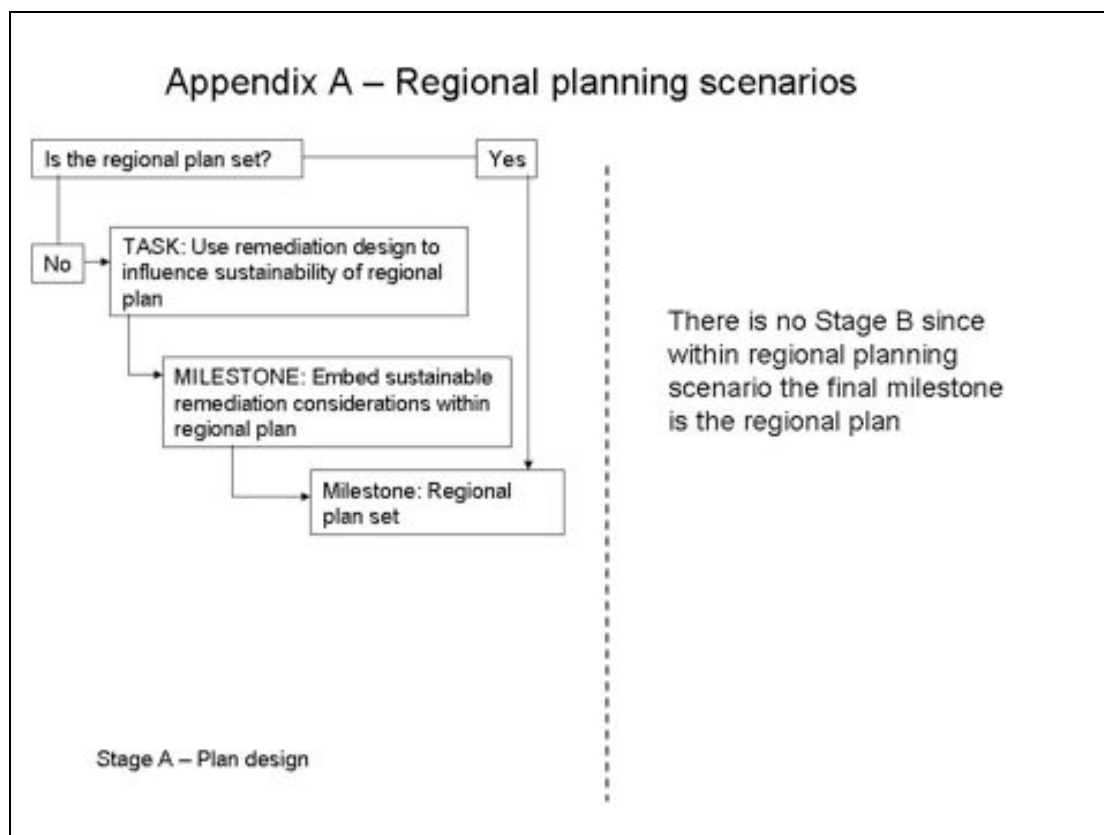 Appendix A – Regional planning scenarios
Is the regional plan set?
Yes
No
TASK: Use remediation design to
influence sustainability of regional
plan
MILESTONE: Embed sustainable
remediation considerations within
regional plan
Milestone: Regional
plan set
There is no Stage B since
within regional planning
scenario the final milestone
is the regional plan
Stage A – Plan design